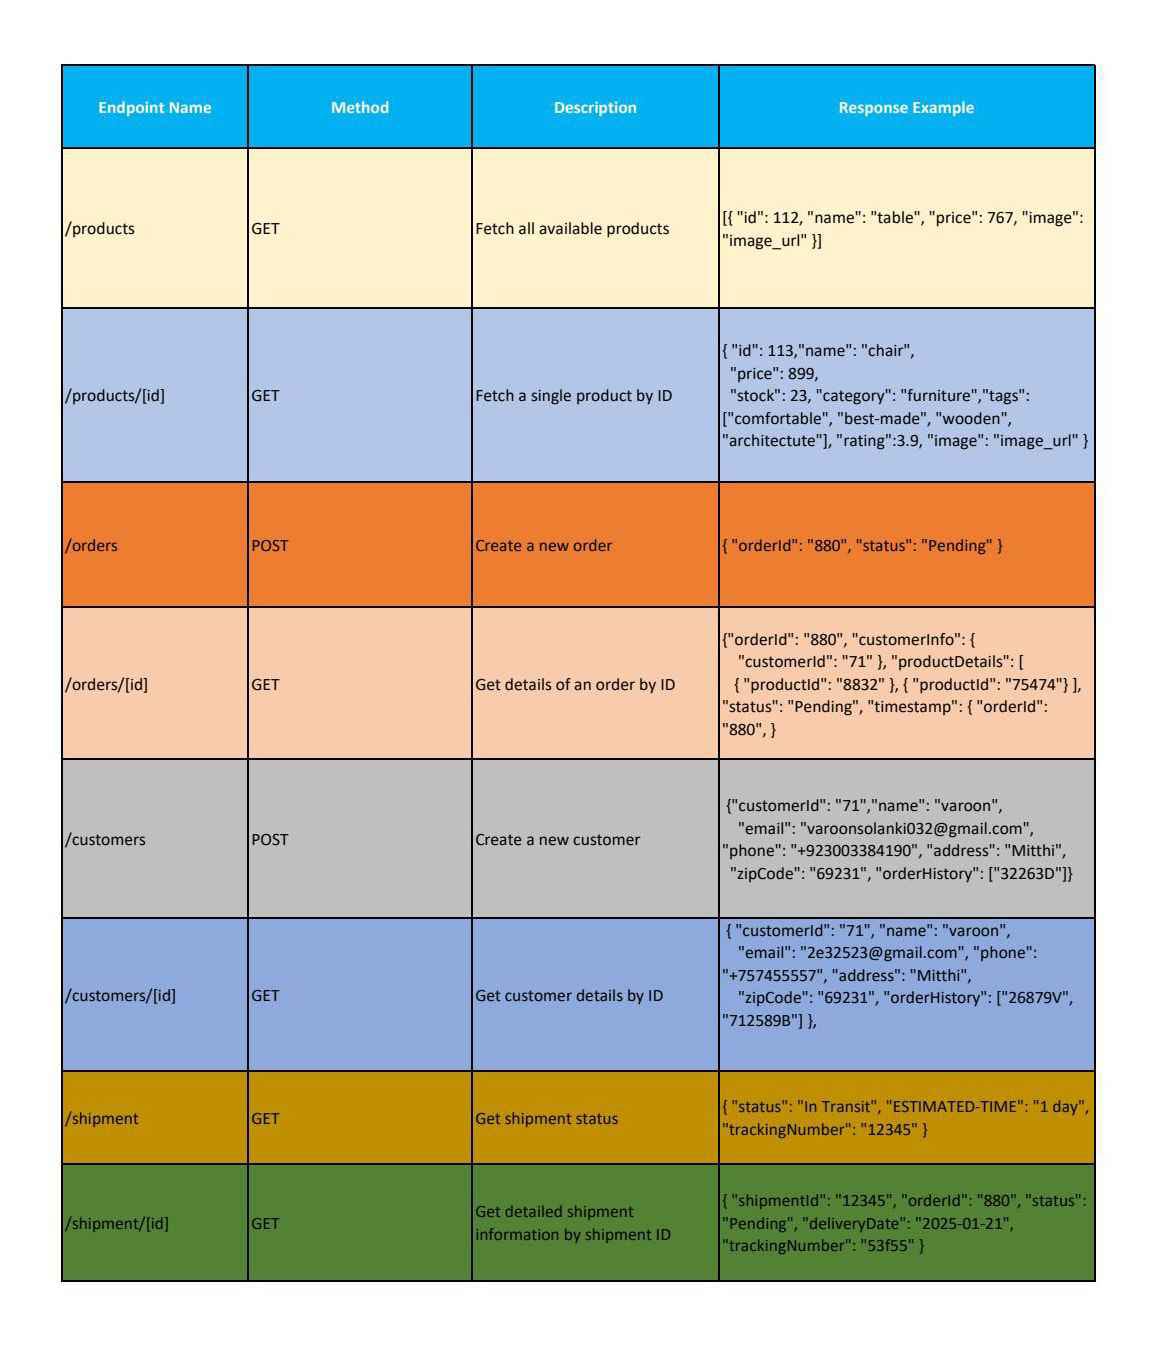 Endpoint Name Method Description Response Example
/products GET Fetch all available products
[{ "id": 112, "name": "table", "price": 767, "image":
"image_url" }]
/products/[id] GET Fetch a single product by ID
{ "id": 113,"name": "chair",
"price": 899,
"stock": 23, "category": "furniture","tags":
["comfortable", "best-made", "wooden",
"architectute"], "rating":3.9, "image": "image_url" }
/orders POST Create a new order { "orderId": "880", "status": "Pending" }
/orders/[id] GET Get details of an order by ID
{"orderId": "880", "customerInfo": {
"customerId": "71" }, "productDetails": [
{ "productId": "8832" }, { "productId": "75474"} ],
"status": "Pending", "timestamp": { "orderId":
"880", }
/customers POST Create a new customer
{"customerId": "71","name": "varoon",
"email": "varoonsolanki032@gmail.com",
"phone": "+923003384190", "address": "Mitthi",
"zipCode": "69231", "orderHistory": ["32263D"]}
/customers/[id] GET Get customer details by ID
{ "customerId": "71", "name": "varoon",
"email": "2e32523@gmail.com", "phone":
"+757455557", "address": "Mitthi",
"zipCode": "69231", "orderHistory": ["26879V",
"712589B"] },
/shipment GET Get shipment status
{ "status": "In Transit", "ESTIMATED-TIME": "1 day",
"trackingNumber": "12345" }
/shipment/[id] GET
Get detailed shipment
information by shipment ID
{ "shipmentId": "12345", "orderId": "880", "status":
"Pending", "deliveryDate": "2025-01-21",
"trackingNumber": "53f55" }